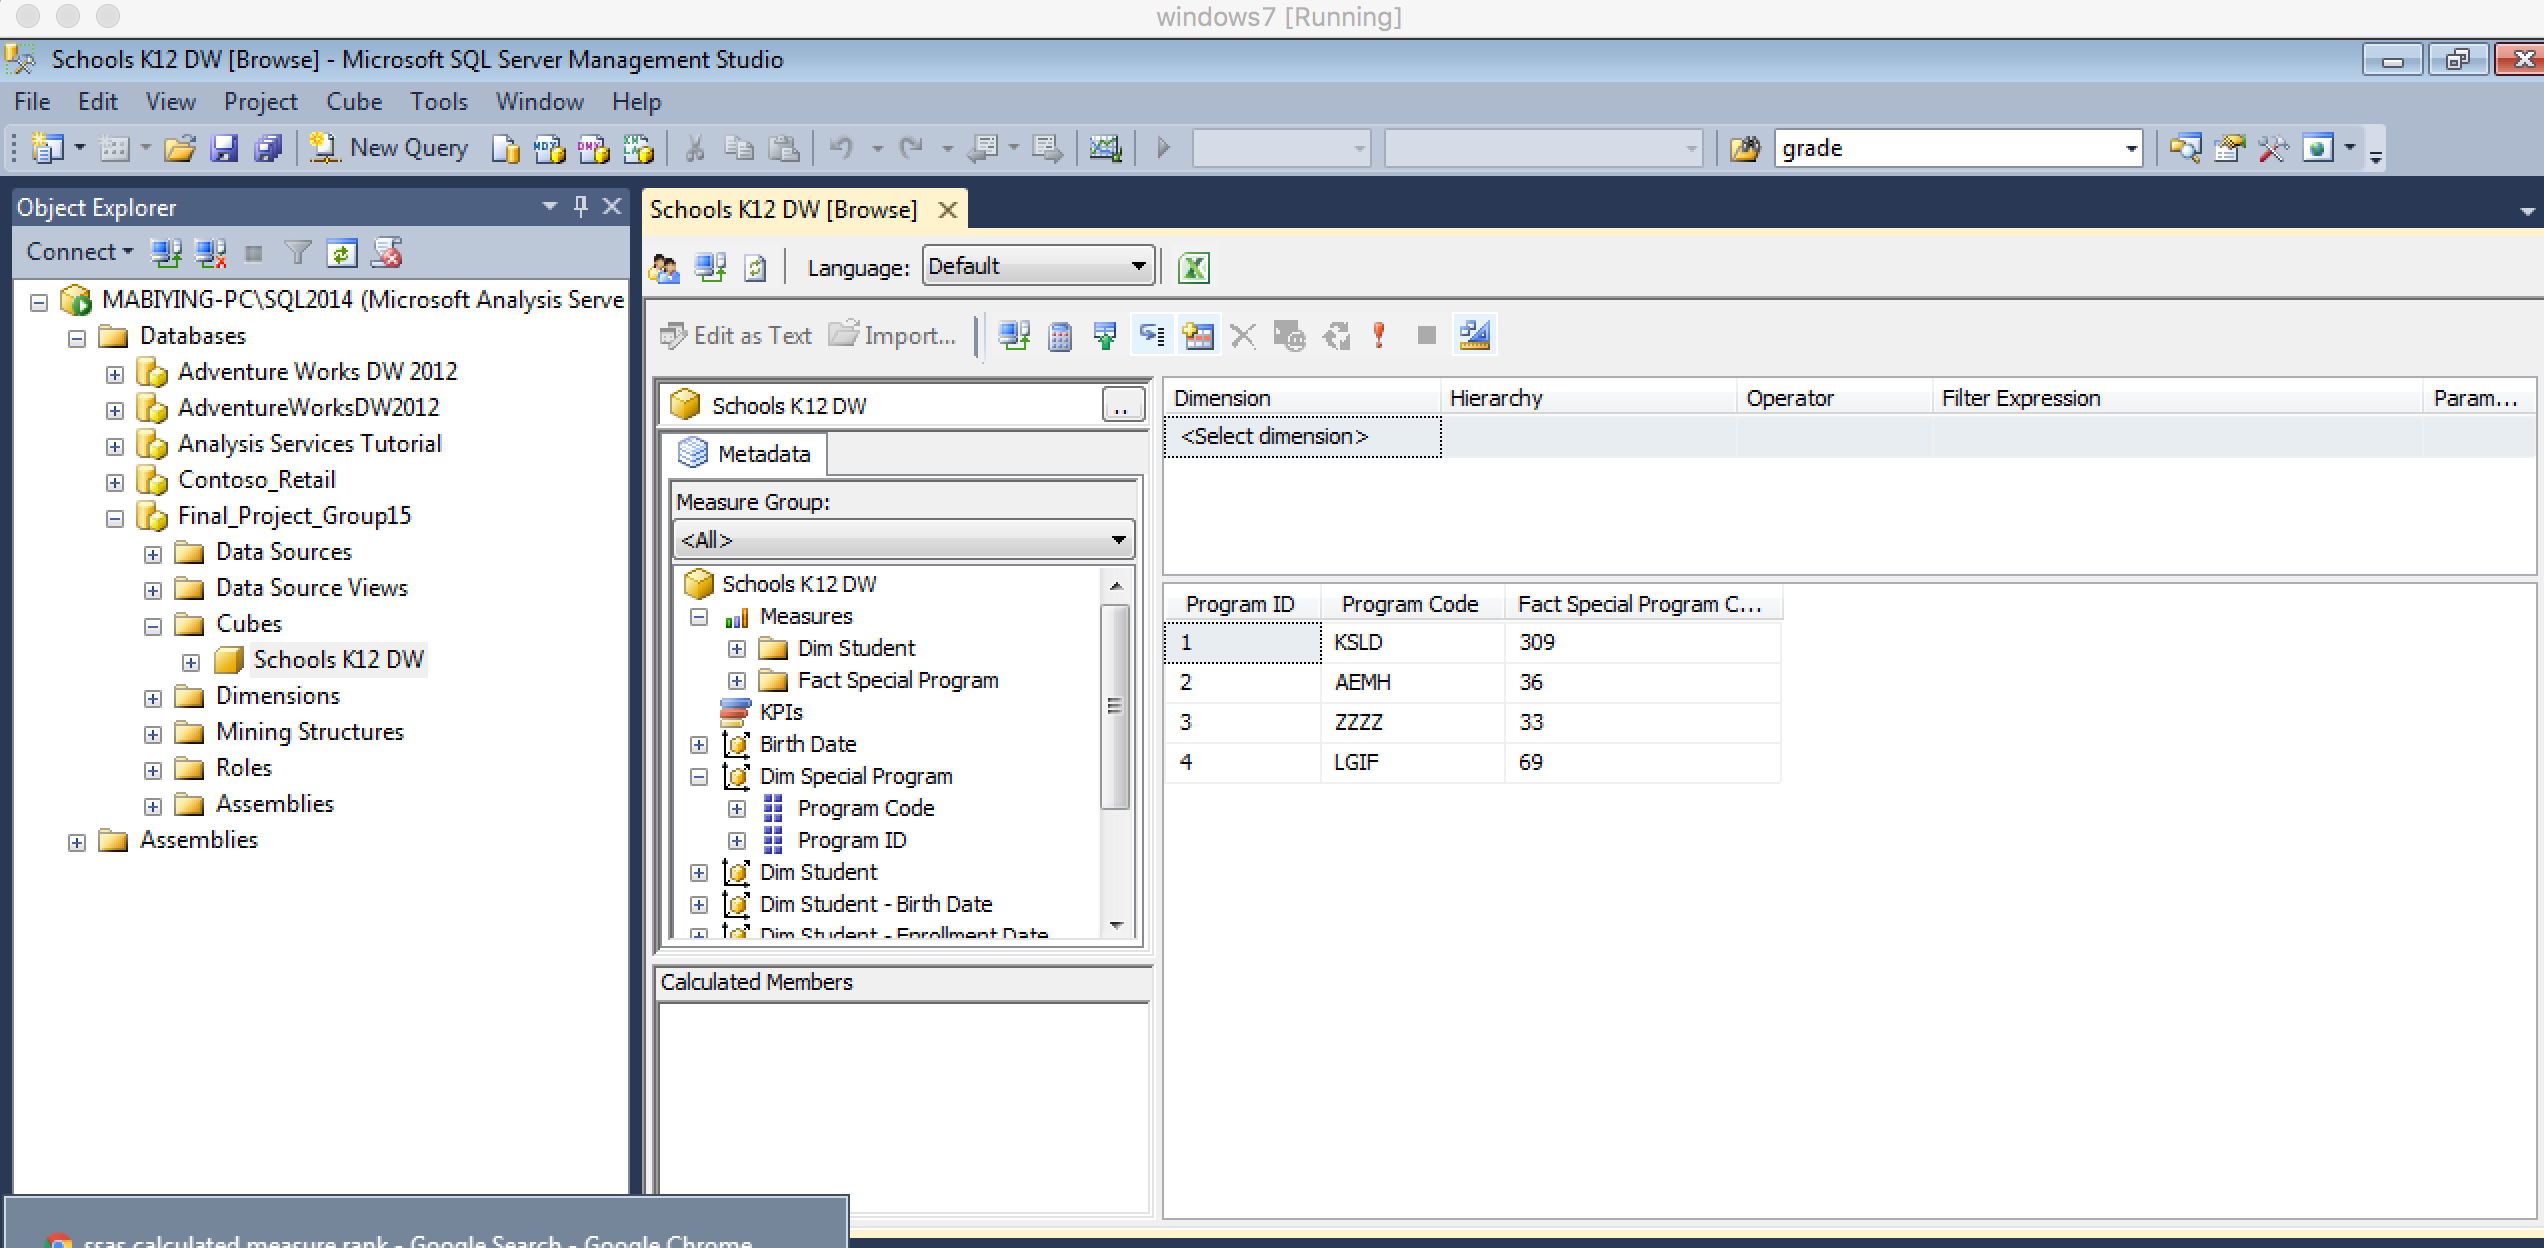 windows7 [Running]
Schools K12 DW [Browse] - Microsoft SQL Server Management Studio
File Edit View Project Cube Tools Window Help
New Query MDX DMX XMLA grade
Object Explorer
Connect
MABIYING-PC\SQL2014 (Microsoft Analysis Serve
Databases
Adventure Works DW 2012
AdventureWorksDW2012
Analysis Services Tutorial
Contoso_Retail
Final_Project_Group15
Data Sources
Data Source Views
Cubes
Schools K12 DW
Dimensions
Mining Structures
Roles
Assemblies
Assemblies
Schools K12 DW [Browse]
Language: Default
Edit as Text Import...
Schools K12 DW ..
Metadata
Measure Group:
<All>
Schools K12 DW
Measures
Dim Student
Fact Special Program
KPIs
Birth Date
Dim Special Program
Program Code
Program ID
Dim Student
Dim Student - Birth Date
Dim Student - Enrollment Date
Calculated Members
Dimension Hierarchy Operator Filter Expression Param...
<Select dimension>
Program ID Program Code Fact Special Program C...
1 KSLD 309
2 AEMH 36
3 ZZZZ 33
4 LGIF 69
ssas calculated measure rank - Google Search - Google Chrome